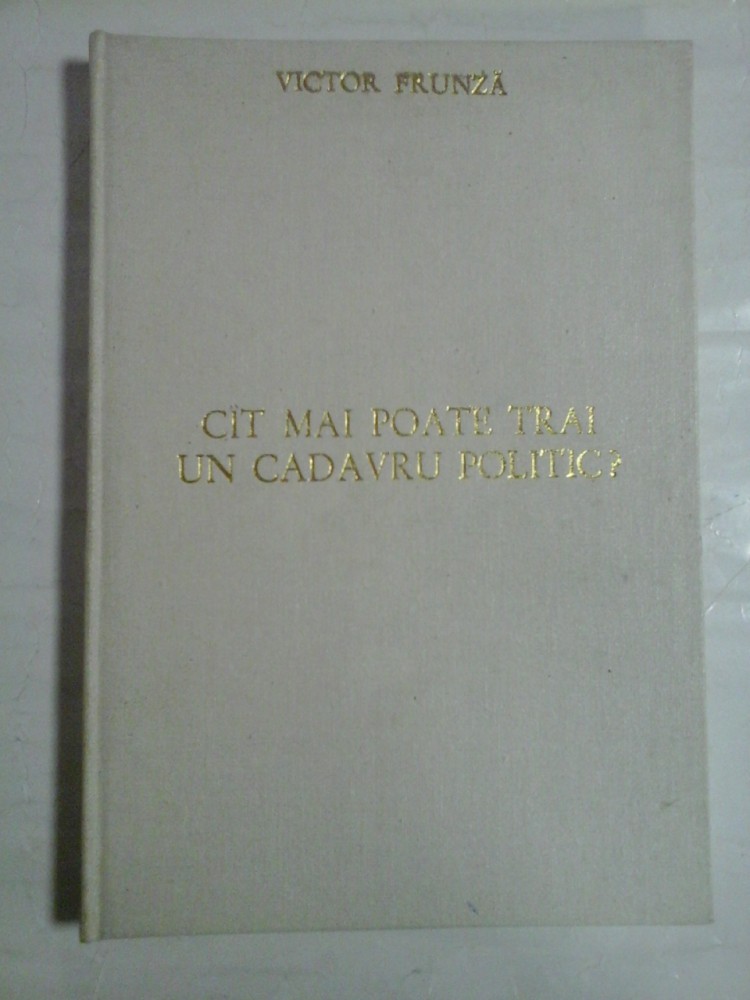 VICTOR FRUNZĂ
CÎT MAI POATE TRAI
UN CADAVRU POLITIC?